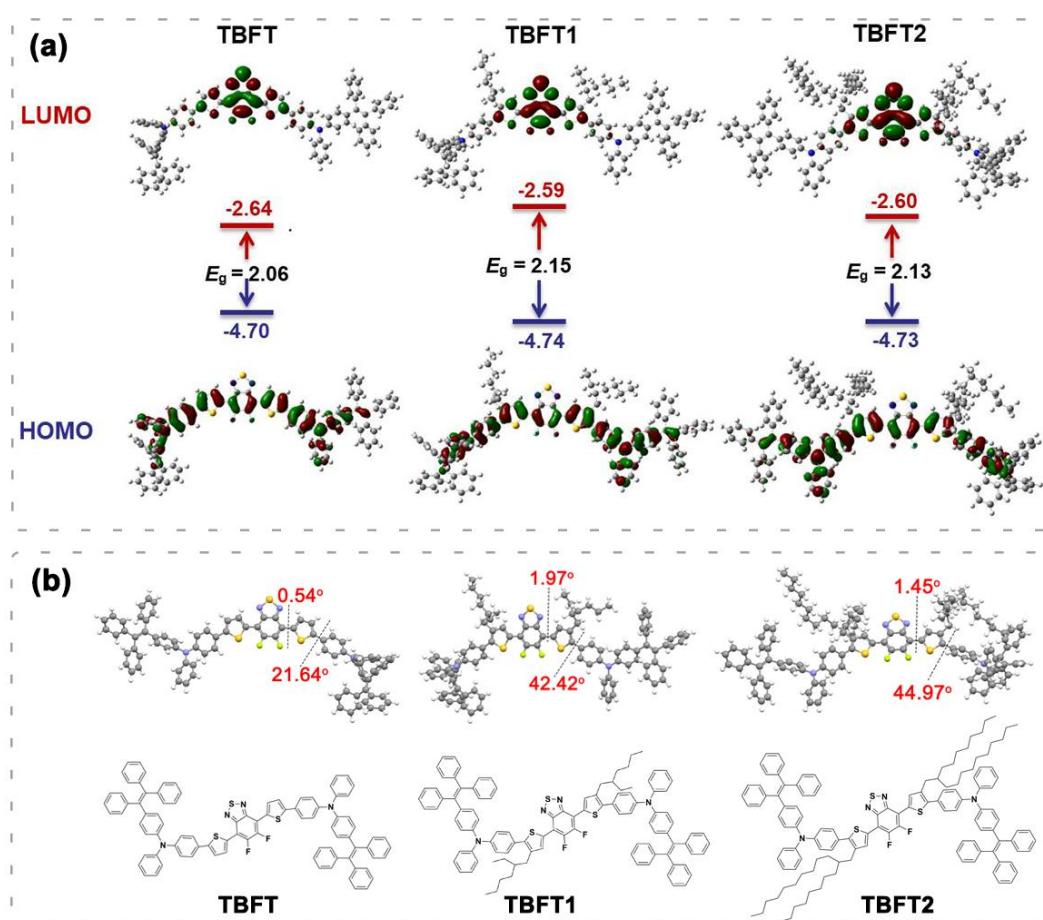 (a)
TBFT TBFT1 TBFT2
LUMO
-2.64 -2.59 -2.60
Eg = 2.06 Eg = 2.15 Eg = 2.13
-4.70 -4.74 -4.73
HOMO
(b)
0.54° 1.97° 1.45°
21.64° 42.42° 44.97°
N S N N S N N S N
S S S S S S
N N N N N N
F F F F F F
TBFT TBFT1 TBFT2